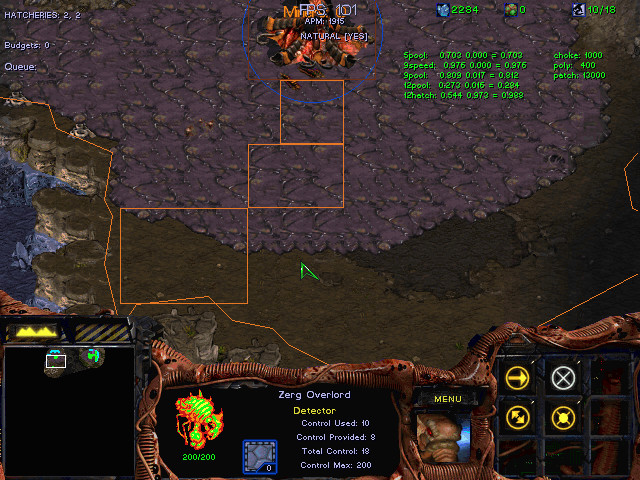 HATCHERIES: 2, 2
FPS: 101
APM: 1915
NATURAL [YES]
2284
0
10/18
Budgets: 0
Queue:
5pool: 0.703 0.000 = 0.703
9speed: 0.976 0.000 = 0.976
9pool: 0.809 0.017 = 0.812
12pool: 0.273 0.015 = 0.284
12hatch: 0.544 0.973 = 0.989
choke: 1000
poly: 400
patch: 13000
Zerg Overlord
Detector
Control Used: 10
Control Provided: 8
Total Control: 18
Control Max: 200
200/200
0
MENU